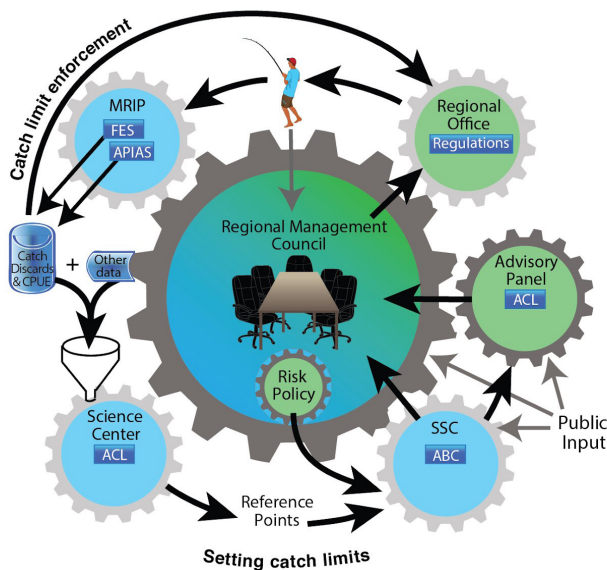 Catch limit enforcement
MRIP
FES
APIAS
Regional
Office
Regulations
Regional Management
Council
Catch
Discards
& CPUE
+
Other
data
Advisory
Panel
ACL
Risk
Policy
Science
Center
ACL
SSC
ABC
Public
Input
Reference
Points
Setting catch limits